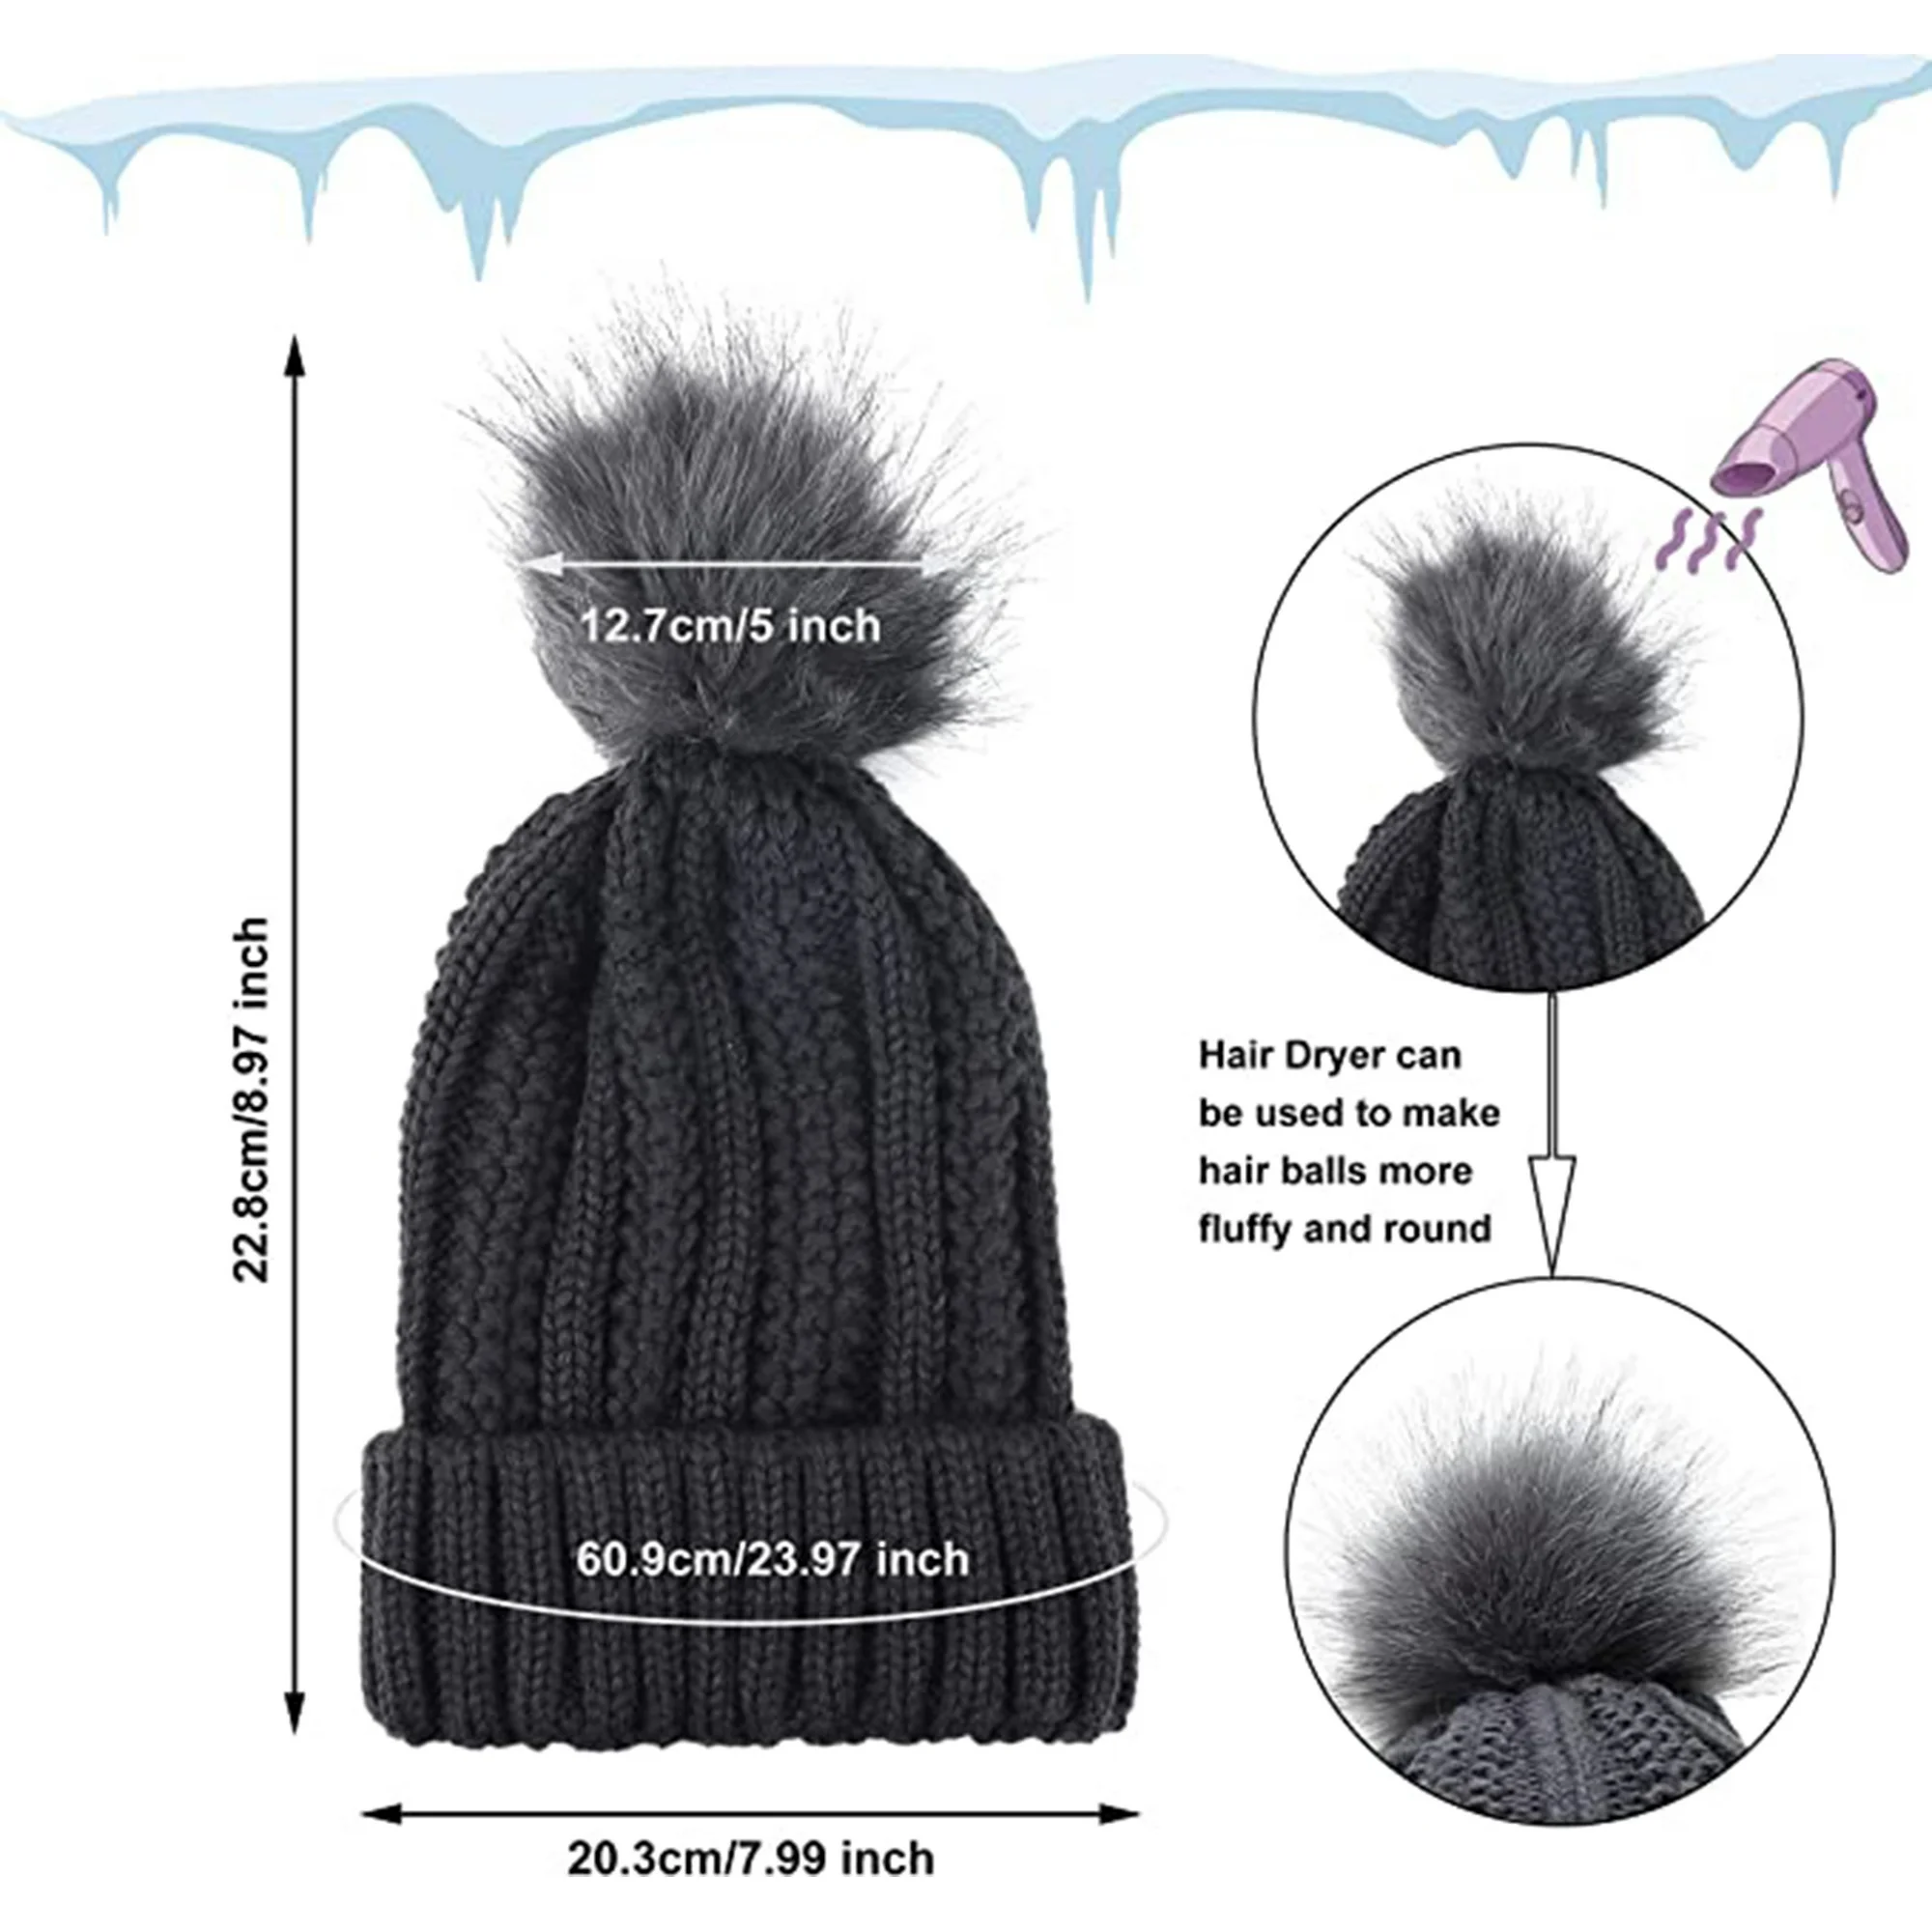 12.7cm/5 inch
22.8cm/8.97 inch
Hair Dryer can
be used to make
hair balls more
fluffy and round
60.9cm/23.97 inch
20.3cm/7.99 inch